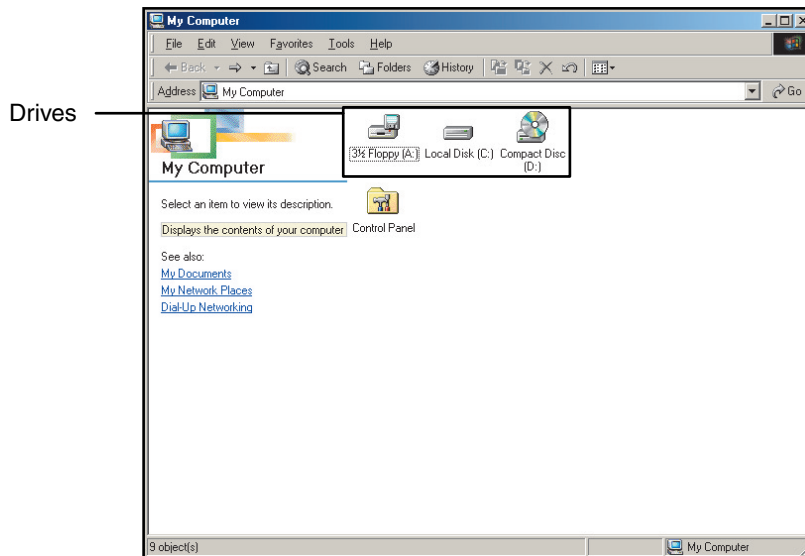 My Computer
File Edit View Favorites Tools Help
Back Search Folders History
Address My Computer Go
Drives
3½ Floppy (A:) Local Disk (C:) Compact Disc (D:)
My Computer
Select an item to view its description.
Displays the contents of your computer
Control Panel
See also:
My Documents
My Network Places
Dial-Up Networking
9 object(s) My Computer